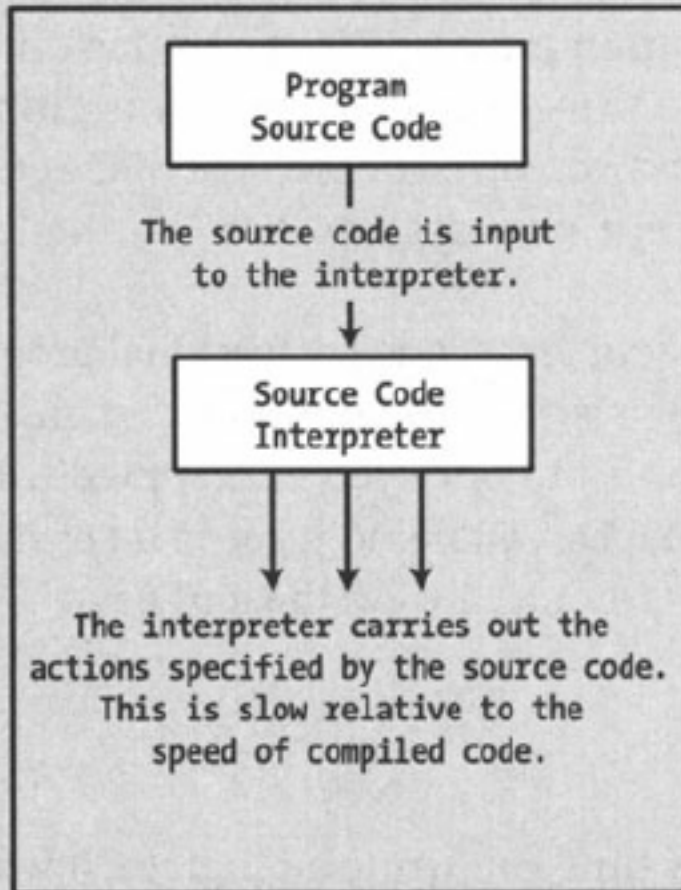 Program
Source Code
The source code is input
to the interpreter.
Source Code
Interpreter
The interpreter carries out the
actions specified by the source code.
This is slow relative to the
speed of compiled code.